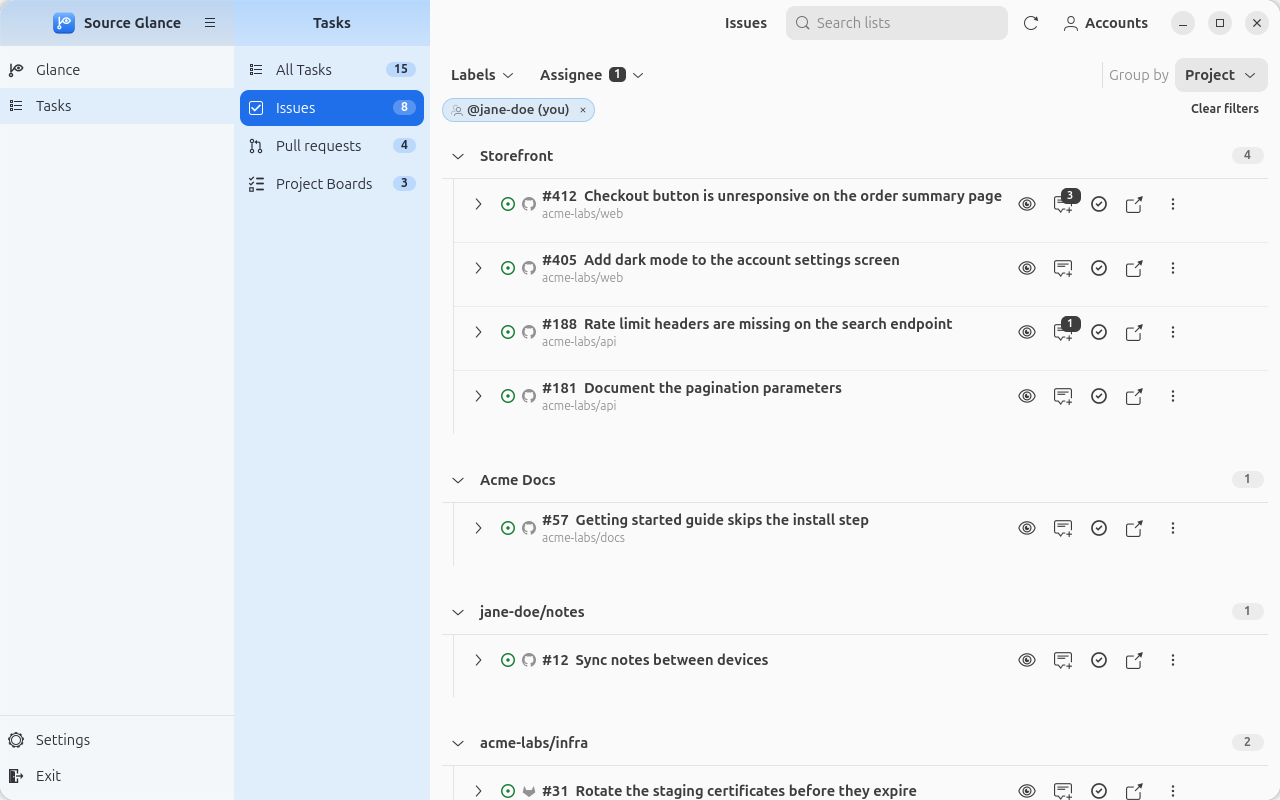 Source Glance
Glance
Tasks
Settings
Exit
Tasks
All Tasks 15
Issues 8
Pull requests 4
Project Boards 3
Issues
Search lists
Accounts
Labels
Assignee 1
Group by Project
@jane-doe (you) ×
Clear filters
Storefront 4
#412 Checkout button is unresponsive on the order summary page 3
acme-labs/web
#405 Add dark mode to the account settings screen
acme-labs/web
#188 Rate limit headers are missing on the search endpoint 1
acme-labs/api
#181 Document the pagination parameters
acme-labs/api
Acme Docs 1
#57 Getting started guide skips the install step
acme-labs/docs
jane-doe/notes 1
#12 Sync notes between devices
acme-labs/infra 2
#31 Rotate the staging certificates before they expire